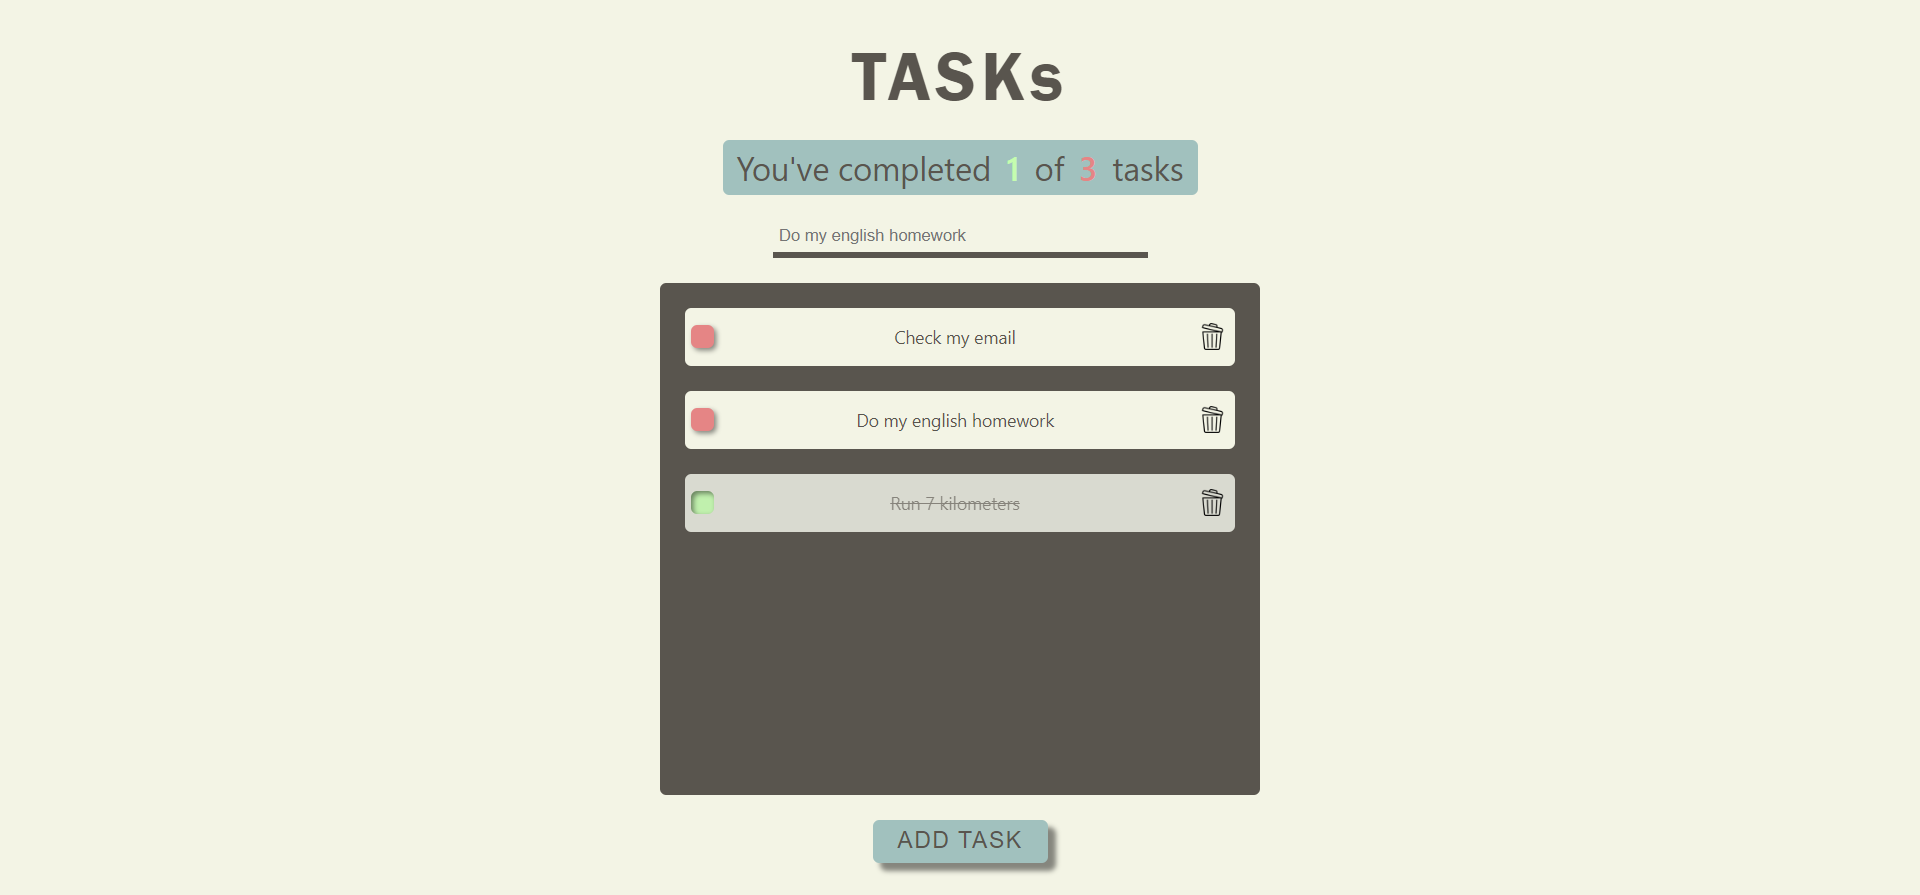 TASKs
You've completed 1 of 3 tasks
Do my english homework
Check my email
Do my english homework
Run 7 kilometers
ADD TASK